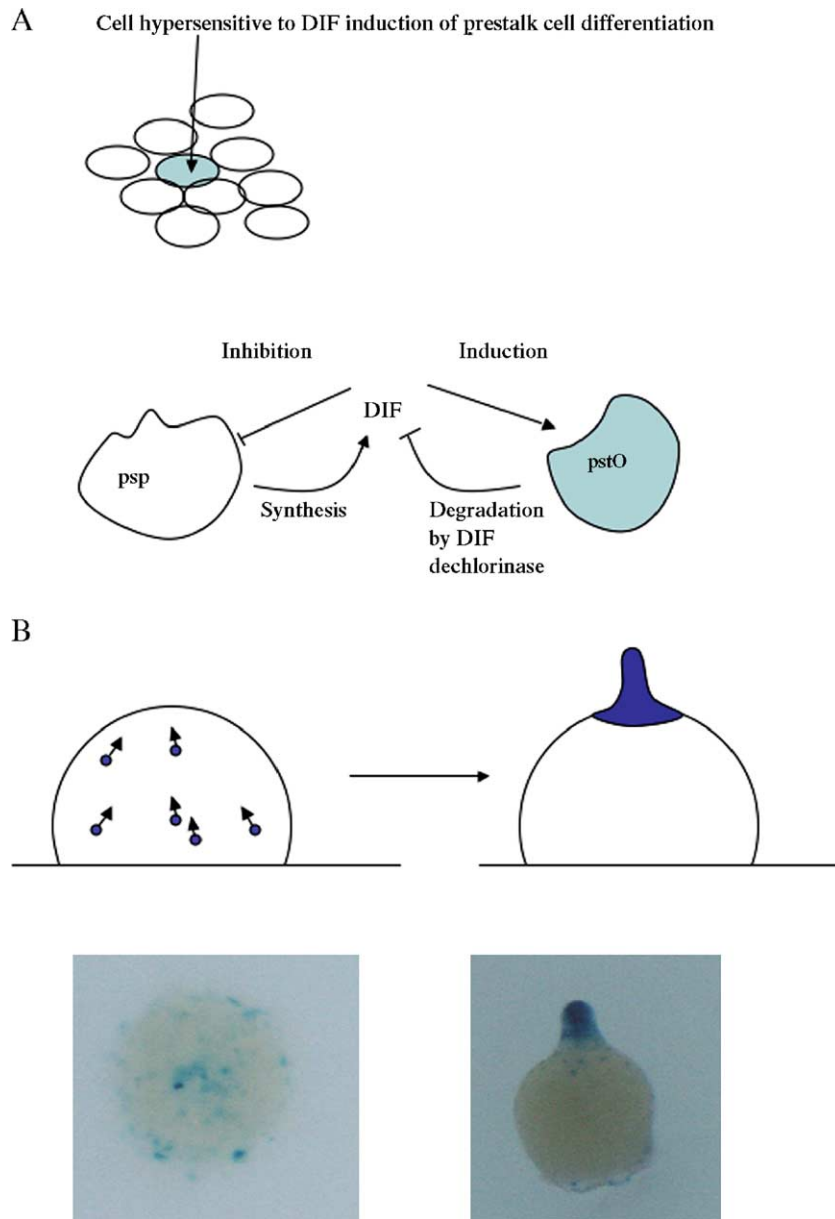 A
Cell hypersensitive to DIF induction of prestalk cell differentiation
Inhibition
Induction
DIF
psp
pstO
Synthesis
Degradation
by DIF
dechlorinase
B